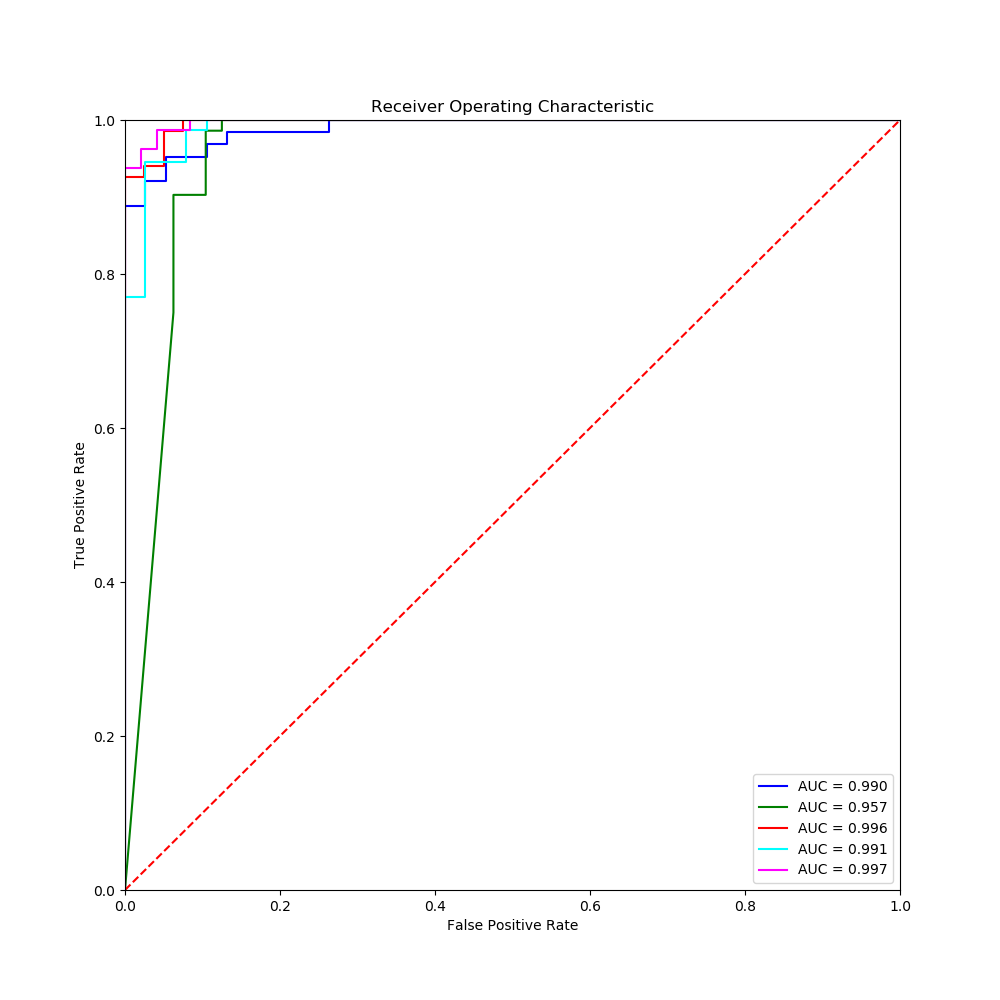 Receiver Operating Characteristic
1.0
0.8
0.6
0.4
0.2
0.0
True Positive Rate
0.0 0.2 0.4 0.6 0.8 1.0
False Positive Rate
AUC = 0.990
AUC = 0.957
AUC = 0.996
AUC = 0.991
AUC = 0.997